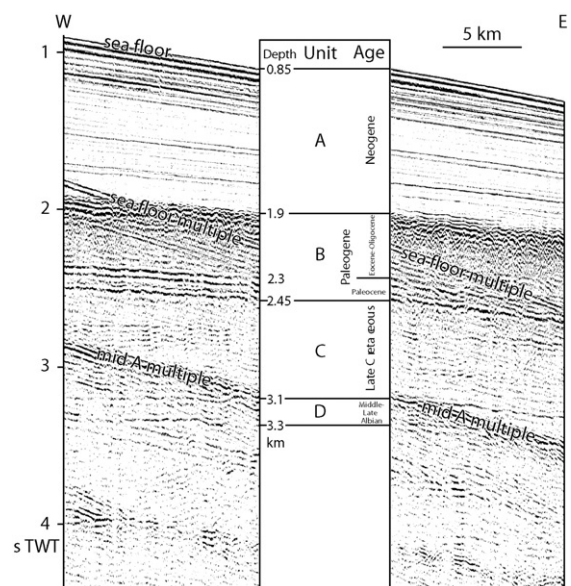 W
E
5 km
sea floor
Depth Unit Age
1
0.85
A
Neogene
2
1.9
sea floor multiple
B
Paleogene
Eocene-Oligocene
sea floor multiple
2.3
Paleocene
2.45
C
Late Cretaceous
mid A multiple
3
3.1
D
Middle-
Late
Albian
mid A multiple
3.3
km
4
s TWT